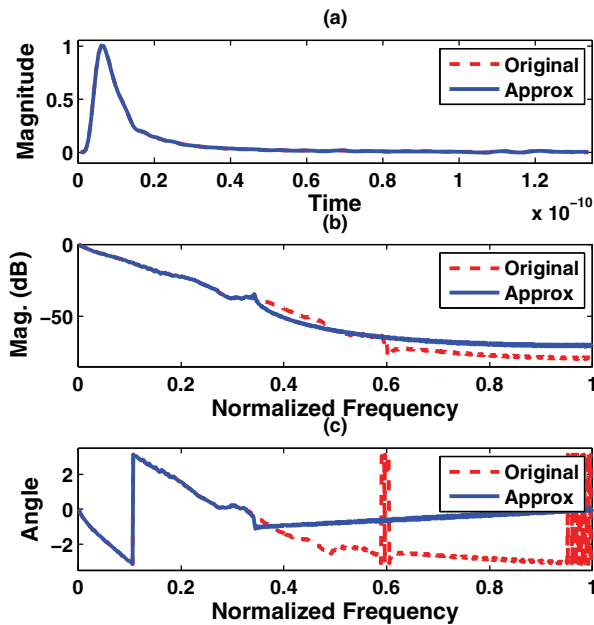 (a)
Magnitude
1
0.5
0
Original
Approx
0 0.2 0.4 0.6 0.8 1 1.2
Time
x 10⁻¹⁰
(b)
Mag. (dB)
0
−50
Original
Approx
0 0.2 0.4 0.6 0.8 1
Normalized Frequency
(c)
Angle
2
0
−2
Original
Approx
0 0.2 0.4 0.6 0.8 1
Normalized Frequency